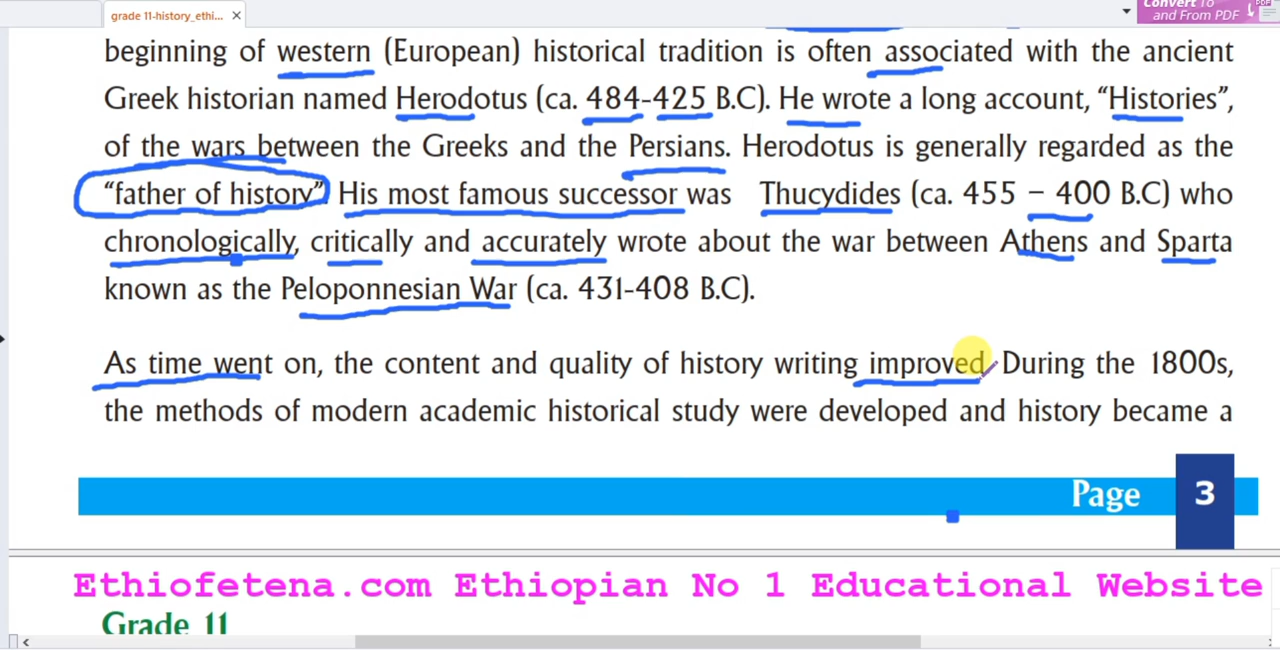 grade 11-history_ethi...
Convert To
and From PDF
PDF
beginning of western (European) historical tradition is often associated with the ancient
Greek historian named Herodotus (ca. 484-425 B.C). He wrote a long account, “Histories”,
of the wars between the Greeks and the Persians. Herodotus is generally regarded as the
“father of history”. His most famous successor was Thucydides (ca. 455 – 400 B.C) who
chronologically, critically and accurately wrote about the war between Athens and Sparta
known as the Peloponnesian War (ca. 431-408 B.C).
As time went on, the content and quality of history writing improved. During the 1800s,
the methods of modern academic historical study were developed and history became a
Page 3
Ethiofetena.com Ethiopian No 1 Educational Website
Grade 11